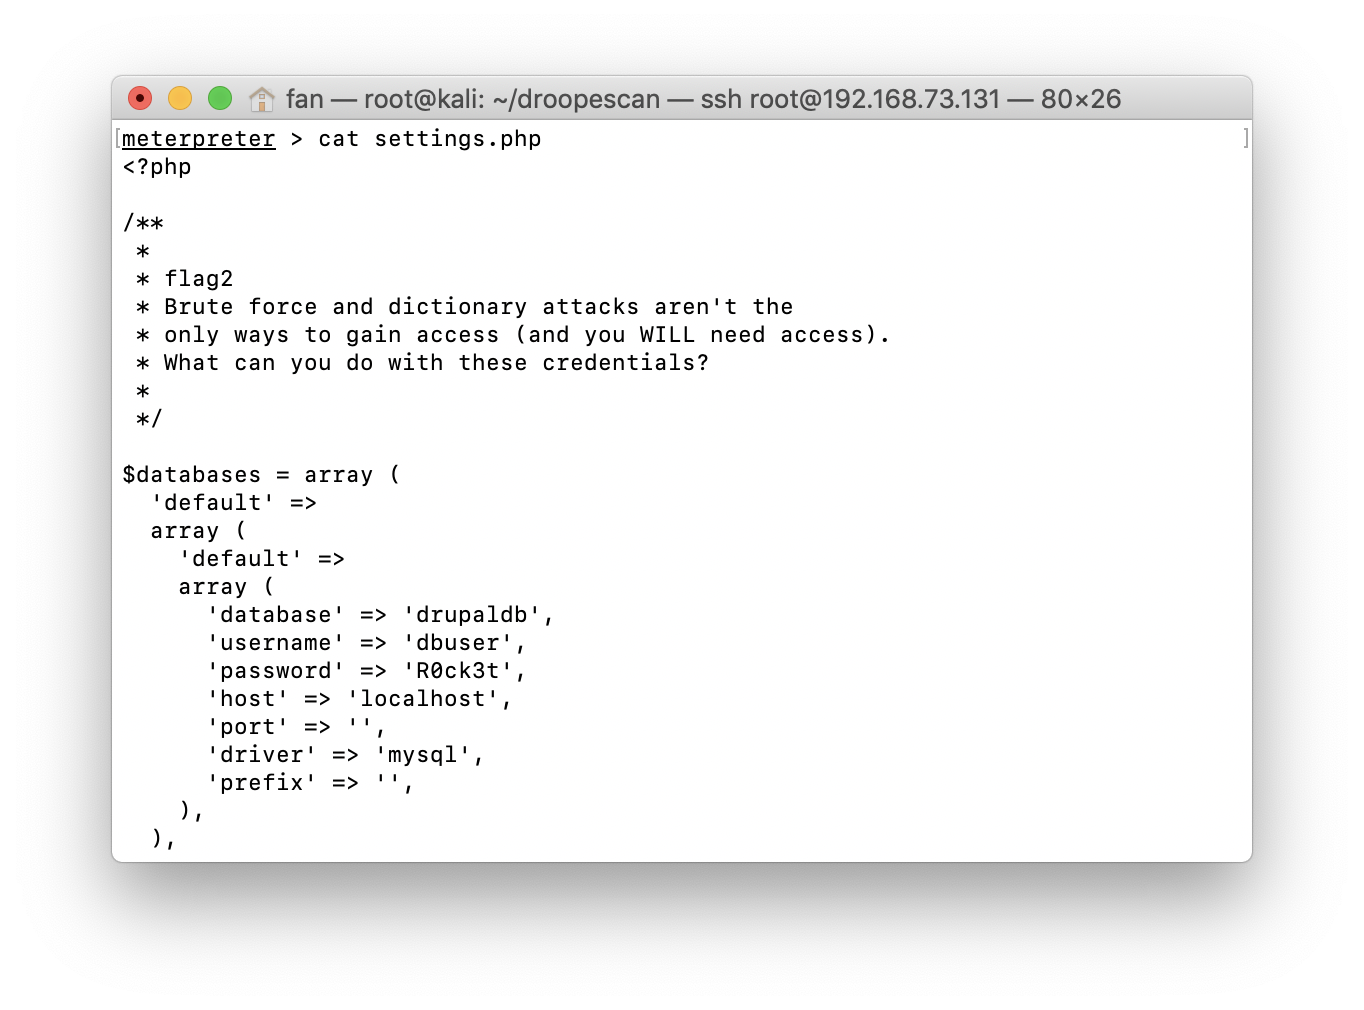 fan — root@kali: ~/droopescan — ssh root@192.168.73.131 — 80×26
[meterpreter > cat settings.php ]
<?php
/**
 *
 * flag2
 * Brute force and dictionary attacks aren't the
 * only ways to gain access (and you WILL need access).
 * What can you do with these credentials?
 *
 */
$databases = array (
  'default' =>
  array (
    'default' =>
    array (
      'database' => 'drupaldb',
      'username' => 'dbuser',
      'password' => 'R0ck3t',
      'host' => 'localhost',
      'port' => '',
      'driver' => 'mysql',
      'prefix' => '',
    ),
  ),